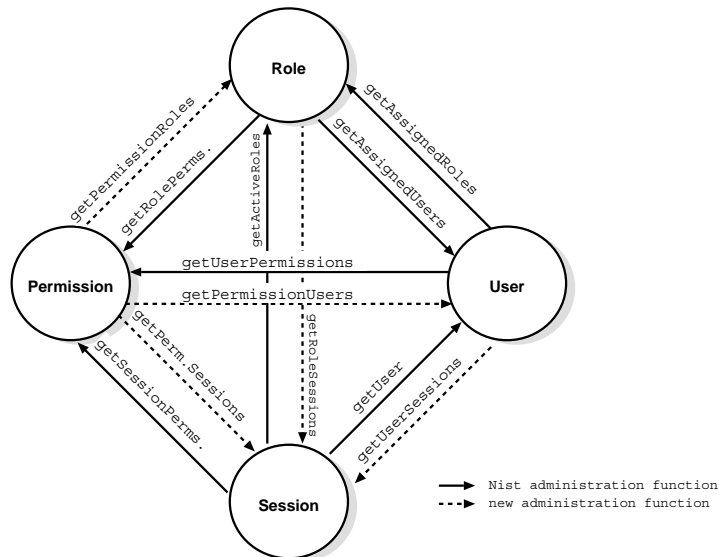 Role
getPermissionRoles
getRolePerms.
getActiveRoles
getAssignedUsers
getAssignedRoles
getUserPermissions
Permission
User
getPermissionUsers
getPerm.Sessions
getSessionPerms.
getRoleSessions
getUser
getUserSessions
Session
Nist administration function
new administration function